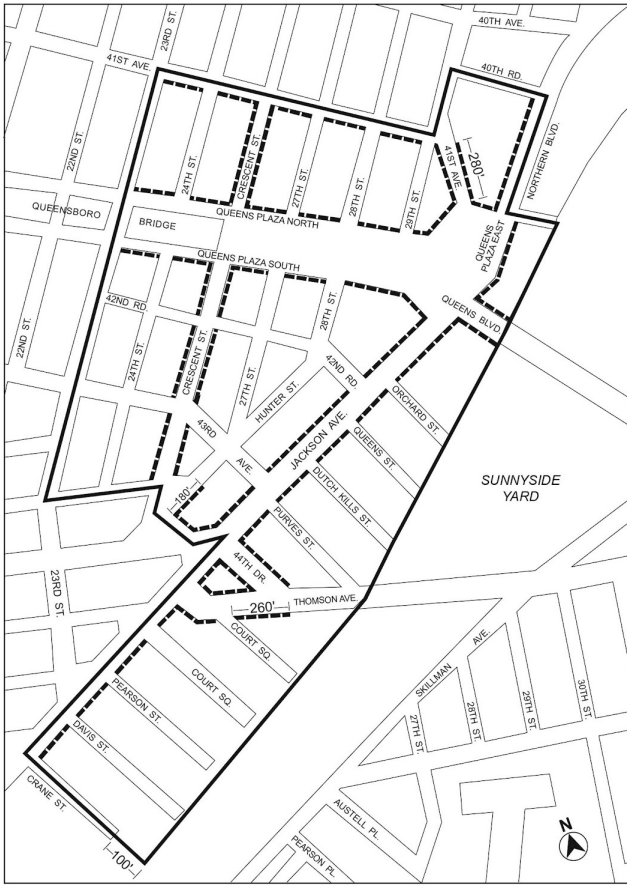 40TH AVE.
23RD ST.
41ST AVE.
40TH RD.
NORTHERN BLVD.
22ND ST.
24TH ST.
CRESCENT ST.
27TH ST.
28TH ST.
29TH ST.
41ST AVE.
280'
QUEENSBORO
BRIDGE
QUEENS PLAZA NORTH
QUEENS PLAZA EAST
QUEENS PLAZA SOUTH
QUEENS BLVD.
42ND RD.
28TH ST.
22ND ST.
24TH ST.
CRESCENT ST.
27TH ST.
HUNTER ST.
42ND RD.
ORCHARD ST.
43RD AVE
JACKSON AVE.
QUEENS ST.
DUTCH KILLS ST
PURVES ST.
180'
SUNNYSIDE
YARD
44TH DR.
23RD ST.
THOMSON AVE.
260'
COURT SQ.
COURT SQ.
PEARSON ST.
DAVIS ST.
CRANE ST.
100'
SKILLMAN AVE.
27TH ST.
28TH ST.
29TH ST.
30TH ST.
AUSTELL PL.
PEARSON PL.
N